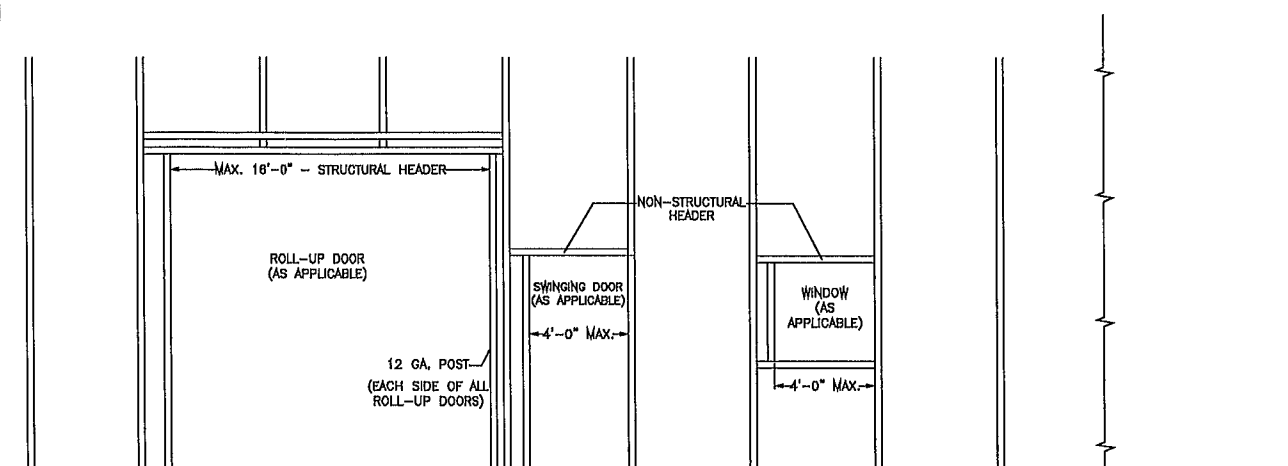 MAX. 16'-0" - STRUCTURAL HEADER
NON-STRUCTURAL
HEADER
ROLL-UP DOOR
(AS APPLICABLE)
SWINGING DOOR
(AS APPLICABLE)
WINDOW
(AS
APPLICABLE)
4'-0" MAX.
12 GA. POST
(EACH SIDE OF ALL
ROLL-UP DOORS)
4'-0" MAX.